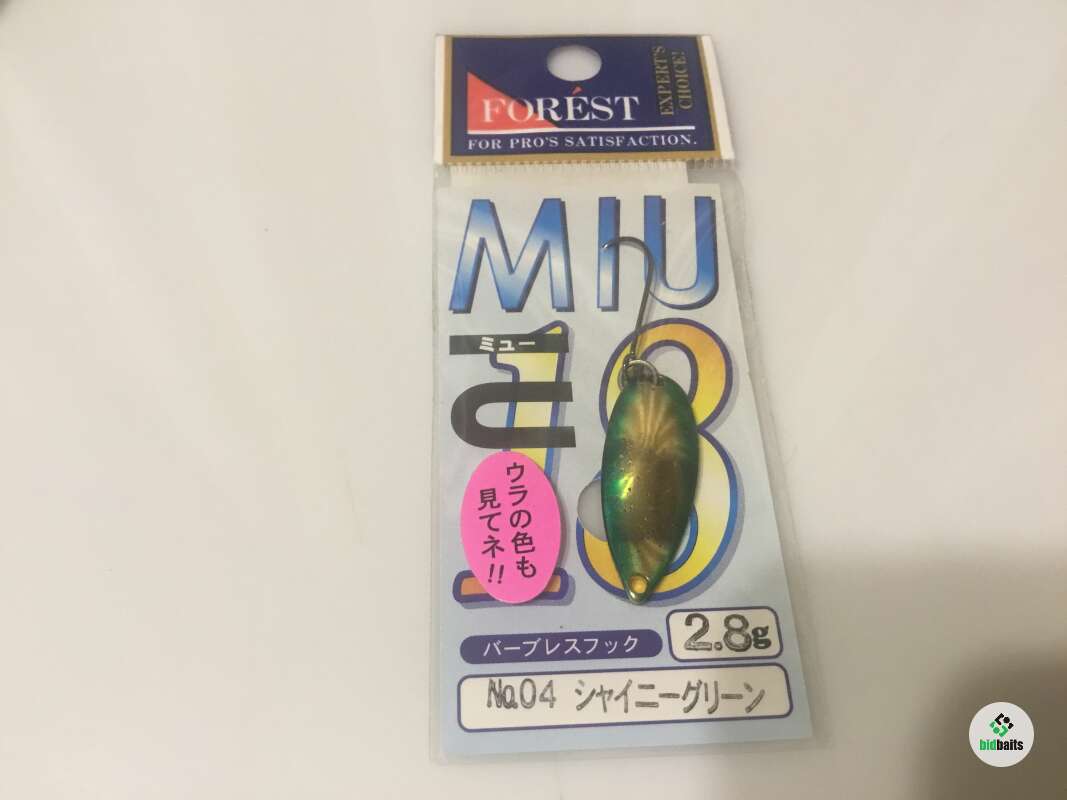 FORÉST
EXPERT'S
CHOICE!
FOR PRO'S SATISFACTION.
MIU
ミュー
18
ウラの色も
見てネ!!
バーブレスフック
2.8g
No.04 シャイニーグリーン
bidbaits